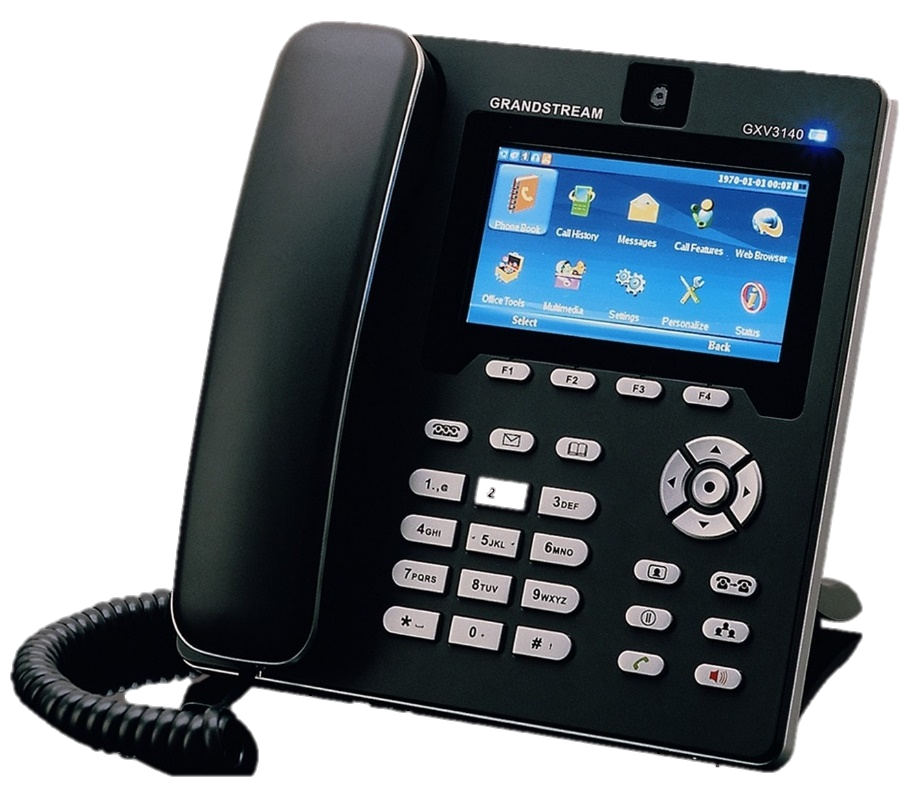 GRANDSTREAM
GXV3140
1970-01-01 00:07
Phone Book
Call History
Messages
Call Features
Web Browser
Office Tools
Multimedia
Settings
Personalize
Status
Select
Back
F1
F2
F3
F4
1.,@
2
3DEF
4GHI
5JKL
6MNO
7PQRS
8TUV
9WXYZ
*
0
# !